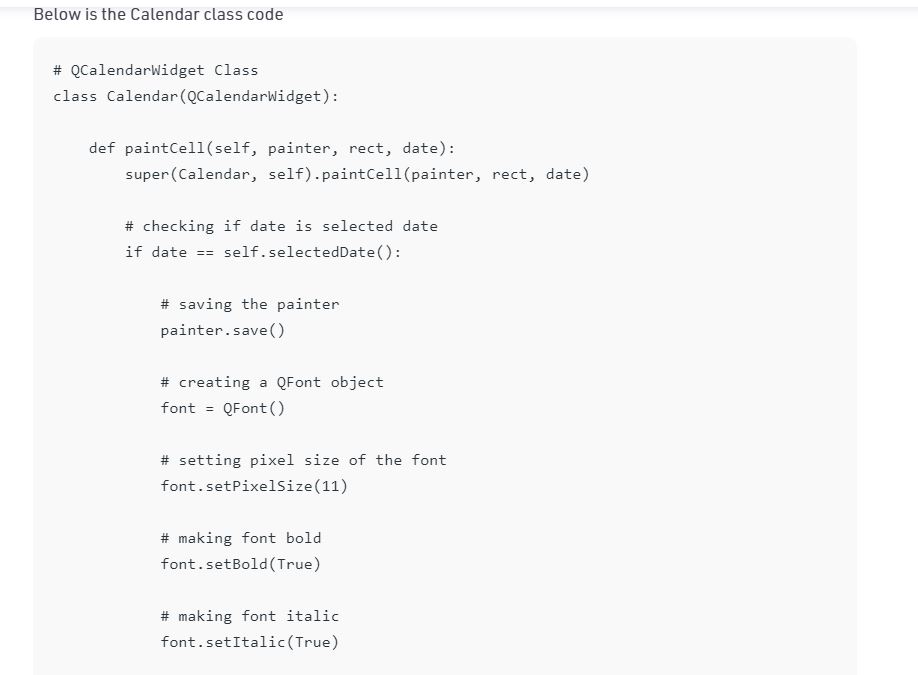 Below is the Calendar class code
# QCalendarWidget Class
class Calendar(QCalendarWidget):
    def paintCell(self, painter, rect, date):
        super(Calendar, self).paintCell(painter, rect, date)
        # checking if date is selected date
        if date == self.selectedDate():
            # saving the painter
            painter.save()
            # creating a QFont object
            font = QFont()
            # setting pixel size of the font
            font.setPixelSize(11)
            # making font bold
            font.setBold(True)
            # making font italic
            font.setItalic(True)